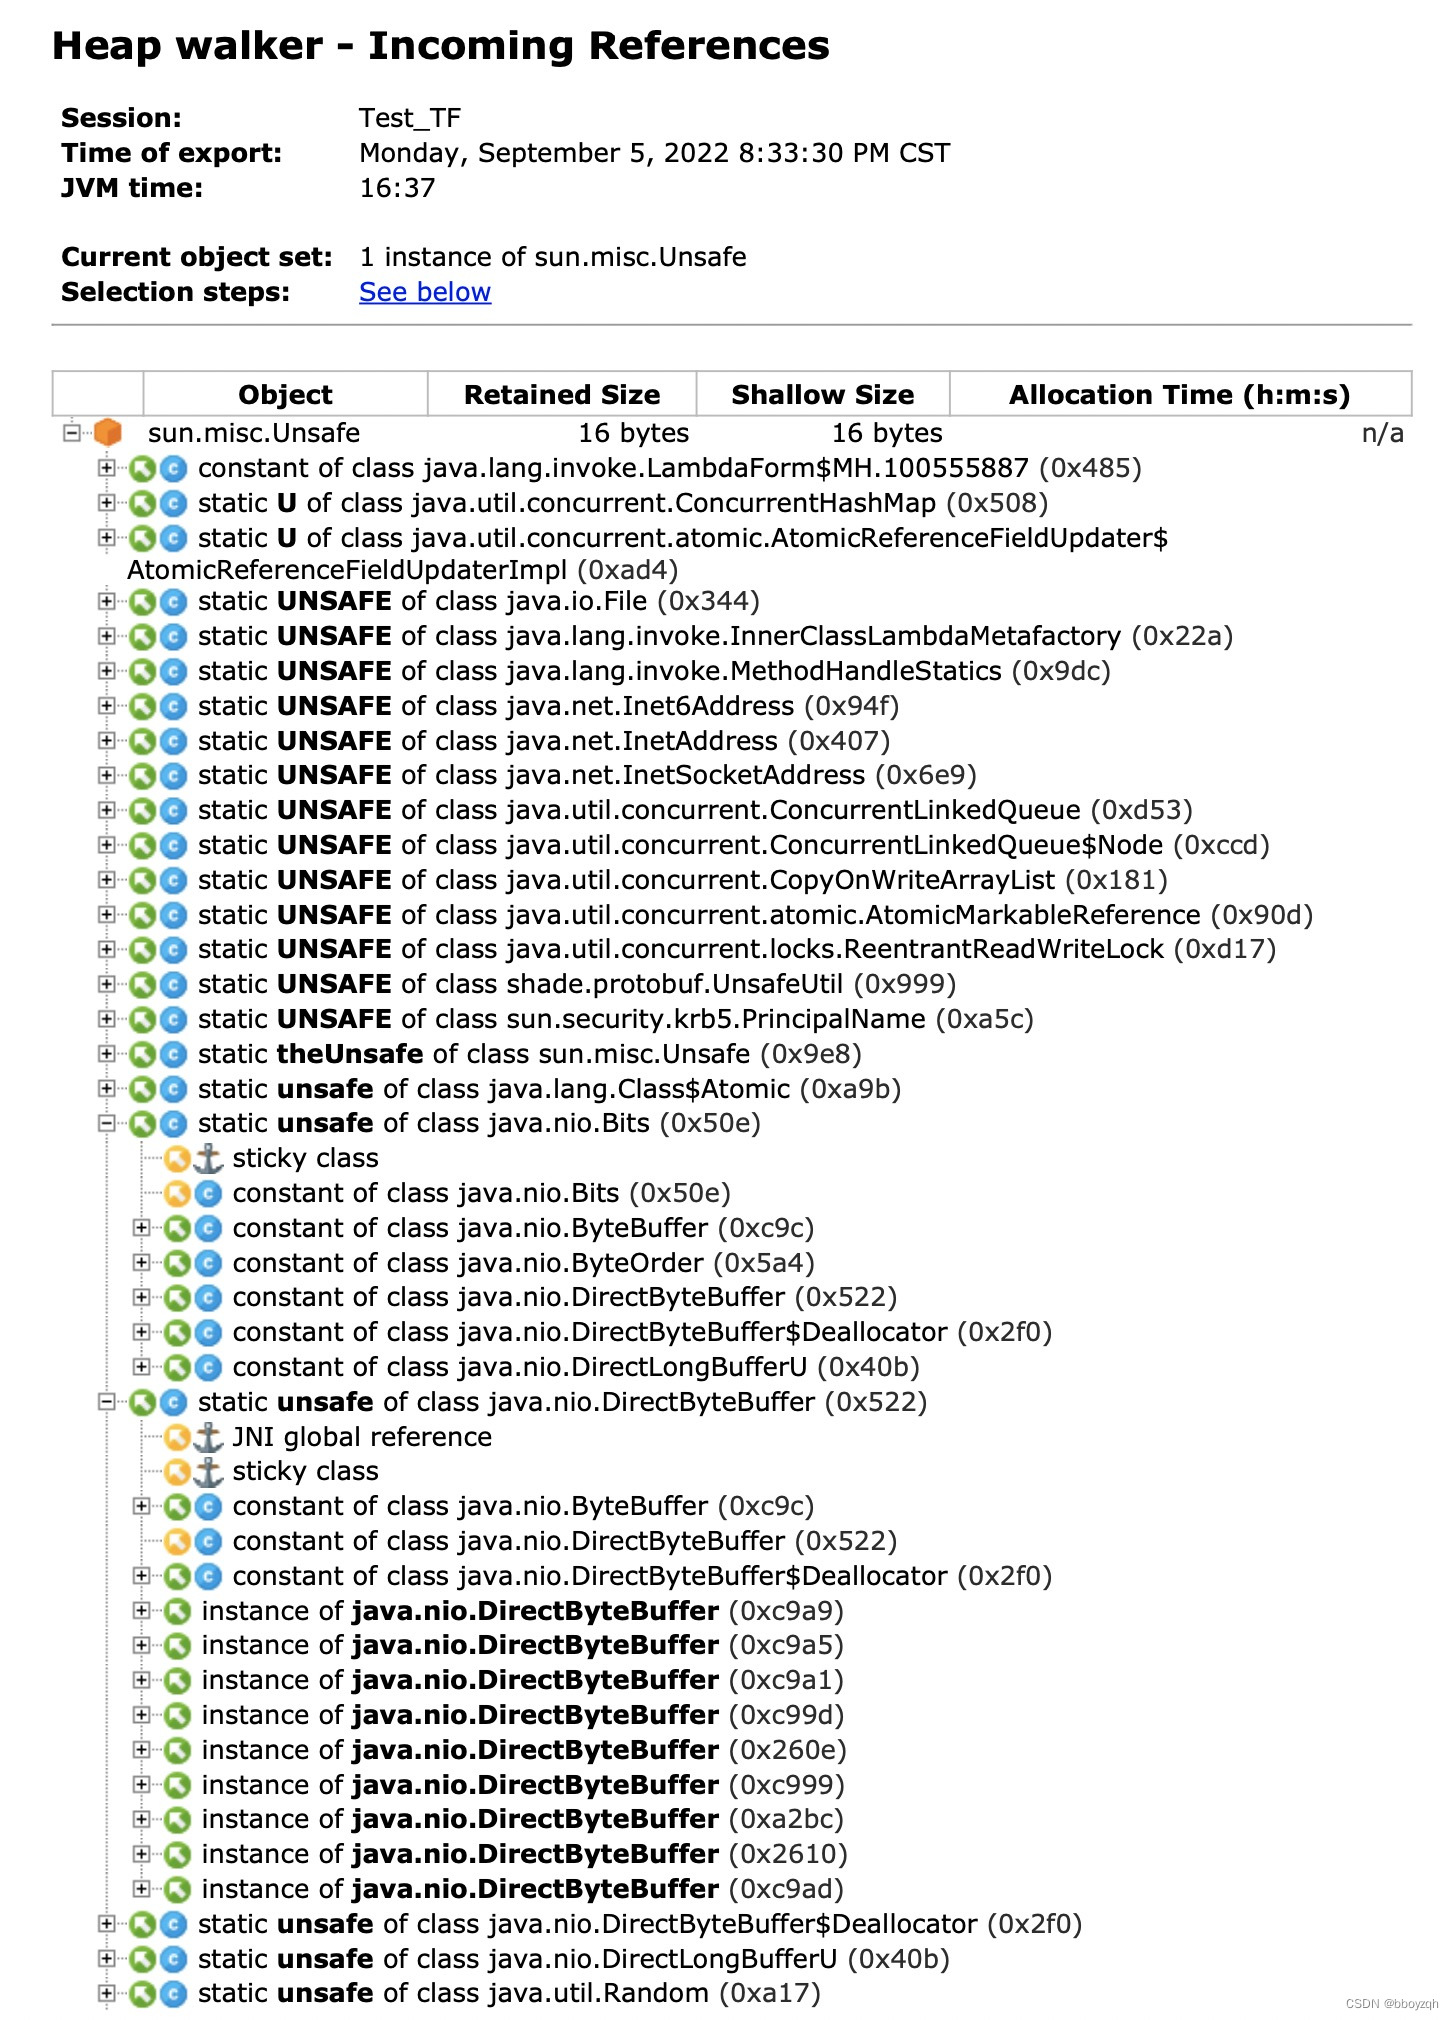 Heap walker - Incoming References
Session: Test_TF
Time of export: Monday, September 5, 2022 8:33:30 PM CST
JVM time: 16:37
Current object set: 1 instance of sun.misc.Unsafe
Selection steps: See below
Object Retained Size Shallow Size Allocation Time (h:m:s)
sun.misc.Unsafe 16 bytes 16 bytes n/a
constant of class java.lang.invoke.LambdaForm$MH.100555887 (0x485)
static U of class java.util.concurrent.ConcurrentHashMap (0x508)
static U of class java.util.concurrent.atomic.AtomicReferenceFieldUpdater$
AtomicReferenceFieldUpdaterImpl (0xad4)
static UNSAFE of class java.io.File (0x344)
static UNSAFE of class java.lang.invoke.InnerClassLambdaMetafactory (0x22a)
static UNSAFE of class java.lang.invoke.MethodHandleStatics (0x9dc)
static UNSAFE of class java.net.Inet6Address (0x94f)
static UNSAFE of class java.net.InetAddress (0x407)
static UNSAFE of class java.net.InetSocketAddress (0x6e9)
static UNSAFE of class java.util.concurrent.ConcurrentLinkedQueue (0xd53)
static UNSAFE of class java.util.concurrent.ConcurrentLinkedQueue$Node (0xccd)
static UNSAFE of class java.util.concurrent.CopyOnWriteArrayList (0x181)
static UNSAFE of class java.util.concurrent.atomic.AtomicMarkableReference (0x90d)
static UNSAFE of class java.util.concurrent.locks.ReentrantReadWriteLock (0xd17)
static UNSAFE of class shade.protobuf.UnsafeUtil (0x999)
static UNSAFE of class sun.security.krb5.PrincipalName (0xa5c)
static theUnsafe of class sun.misc.Unsafe (0x9e8)
static unsafe of class java.lang.Class$Atomic (0xa9b)
static unsafe of class java.nio.Bits (0x50e)
sticky class
constant of class java.nio.Bits (0x50e)
constant of class java.nio.ByteBuffer (0xc9c)
constant of class java.nio.ByteOrder (0x5a4)
constant of class java.nio.DirectByteBuffer (0x522)
constant of class java.nio.DirectByteBuffer$Deallocator (0x2f0)
constant of class java.nio.DirectLongBufferU (0x40b)
static unsafe of class java.nio.DirectByteBuffer (0x522)
JNI global reference
sticky class
constant of class java.nio.ByteBuffer (0xc9c)
constant of class java.nio.DirectByteBuffer (0x522)
constant of class java.nio.DirectByteBuffer$Deallocator (0x2f0)
instance of java.nio.DirectByteBuffer (0xc9a9)
instance of java.nio.DirectByteBuffer (0xc9a5)
instance of java.nio.DirectByteBuffer (0xc9a1)
instance of java.nio.DirectByteBuffer (0xc99d)
instance of java.nio.DirectByteBuffer (0x260e)
instance of java.nio.DirectByteBuffer (0xc999)
instance of java.nio.DirectByteBuffer (0xa2bc)
instance of java.nio.DirectByteBuffer (0x2610)
instance of java.nio.DirectByteBuffer (0xc9ad)
static unsafe of class java.nio.DirectByteBuffer$Deallocator (0x2f0)
static unsafe of class java.nio.DirectLongBufferU (0x40b)
static unsafe of class java.util.Random (0xa17)
CSDN @bboyzqh